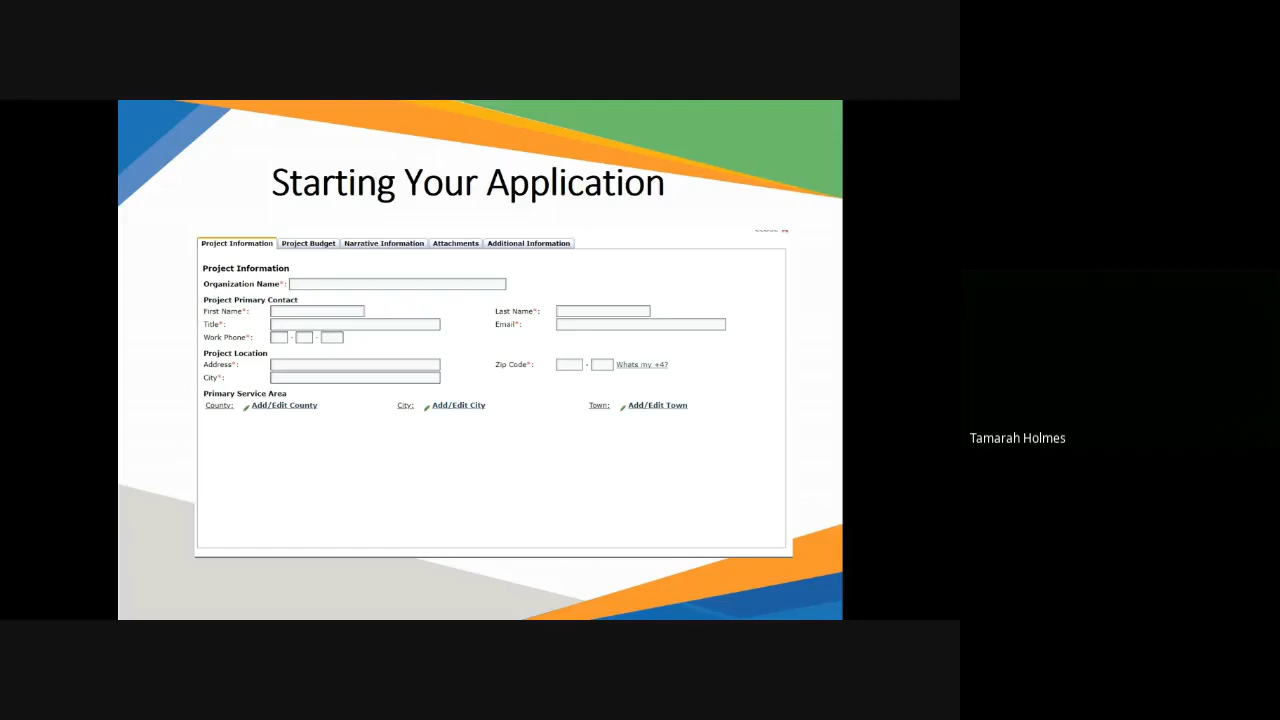 Starting Your Application
CLOSE
Project Information Project Budget Narrative Information Attachments Additional Information
Project Information
Organization Name*:
Project Primary Contact
First Name*: Last Name*:
Title*: Email*:
Work Phone*: - -
Project Location
Address*: Zip Code*: - Whats my +4?
City*:
Primary Service Area
County: Add/Edit County City: Add/Edit City Town: Add/Edit Town
Tamarah Holmes